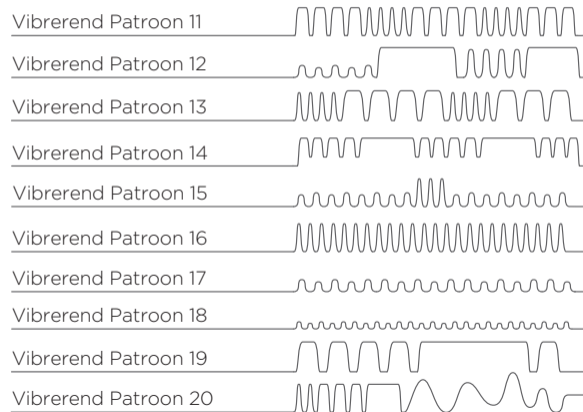 Vibrerend Patroon 11
Vibrerend Patroon 12
Vibrerend Patroon 13
Vibrerend Patroon 14
Vibrerend Patroon 15
Vibrerend Patroon 16
Vibrerend Patroon 17
Vibrerend Patroon 18
Vibrerend Patroon 19
Vibrerend Patroon 20